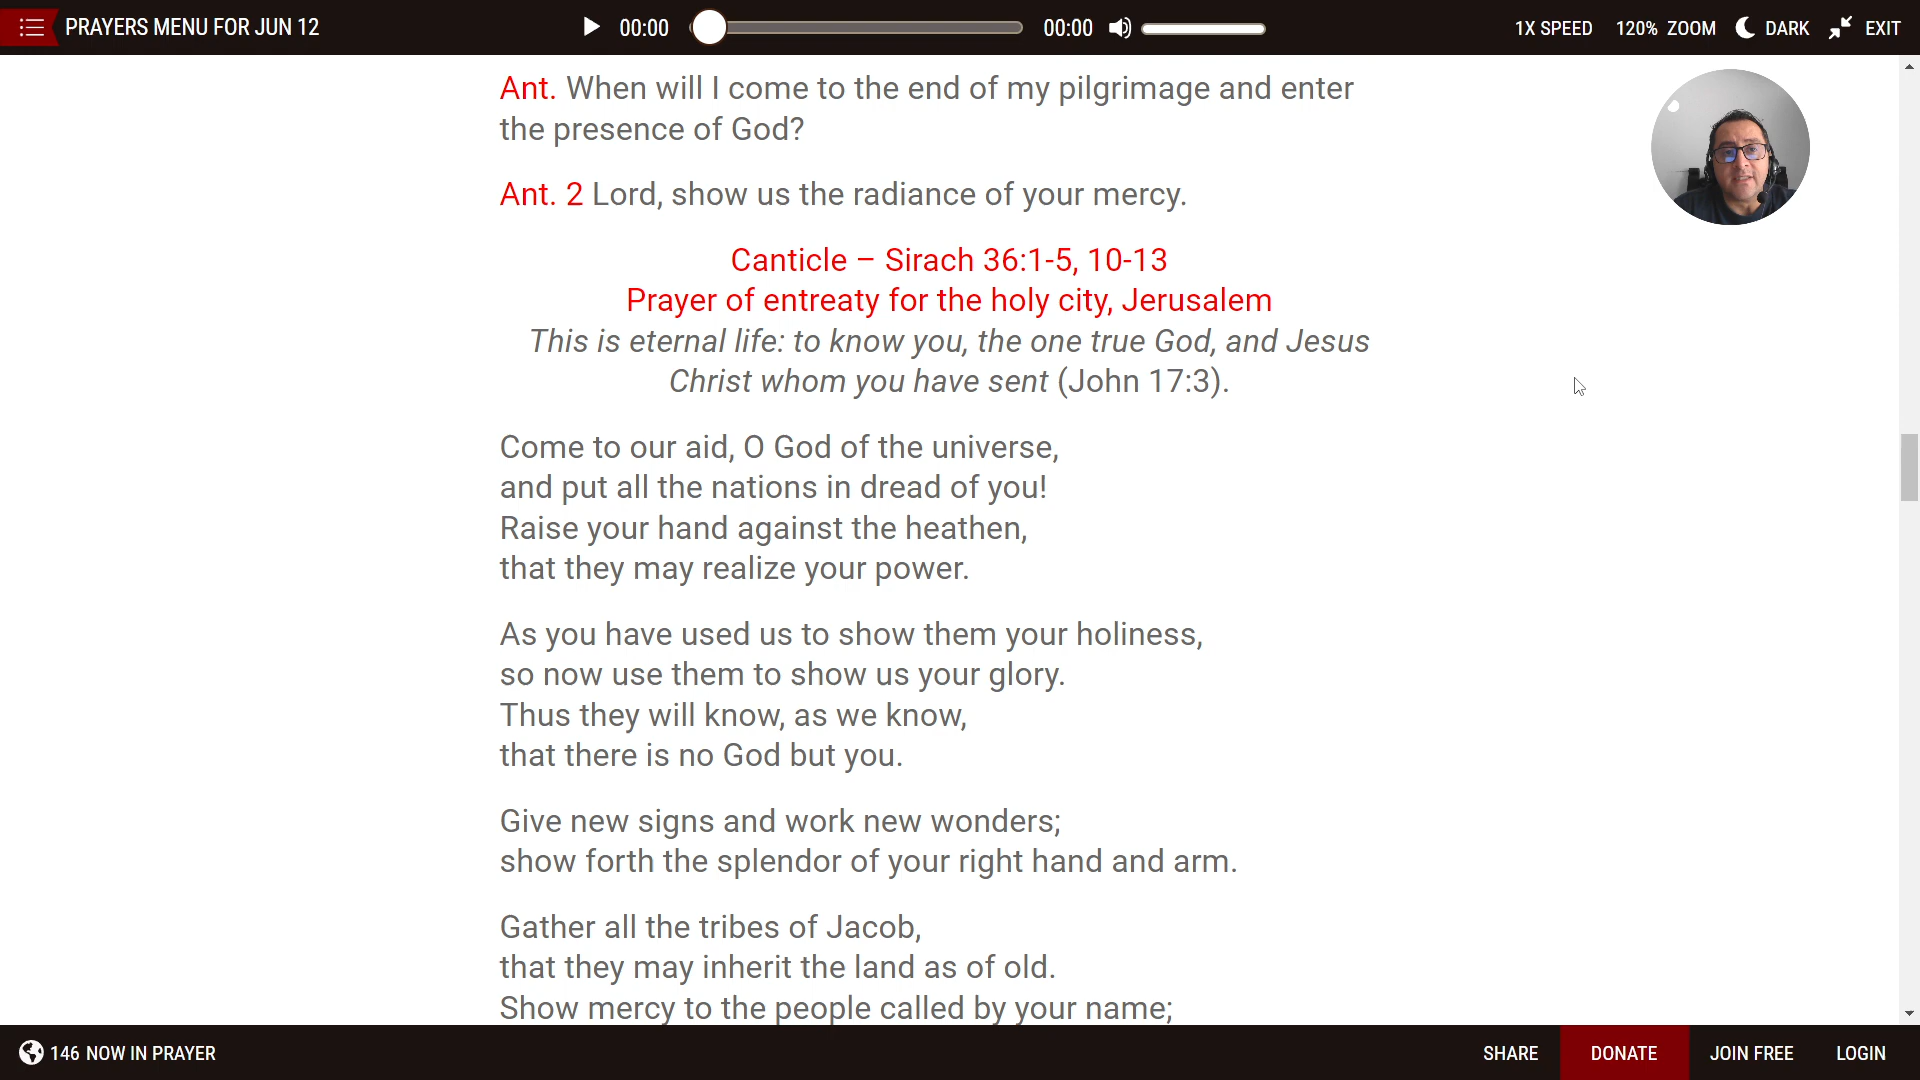 PRAYERS MENU FOR JUN 12
00:00
00:00
1X SPEED
120% ZOOM
DARK
EXIT
Ant. When will I come to the end of my pilgrimage and enter
the presence of God?
Ant. 2 Lord, show us the radiance of your mercy.
Canticle – Sirach 36:1-5, 10-13
Prayer of entreaty for the holy city, Jerusalem
This is eternal life: to know you, the one true God, and Jesus
Christ whom you have sent (John 17:3).
Come to our aid, O God of the universe,
and put all the nations in dread of you!
Raise your hand against the heathen,
that they may realize your power.
As you have used us to show them your holiness,
so now use them to show us your glory.
Thus they will know, as we know,
that there is no God but you.
Give new signs and work new wonders;
show forth the splendor of your right hand and arm.
Gather all the tribes of Jacob,
that they may inherit the land as of old.
Show mercy to the people called by your name;
146 NOW IN PRAYER
SHARE
DONATE
JOIN FREE
LOGIN